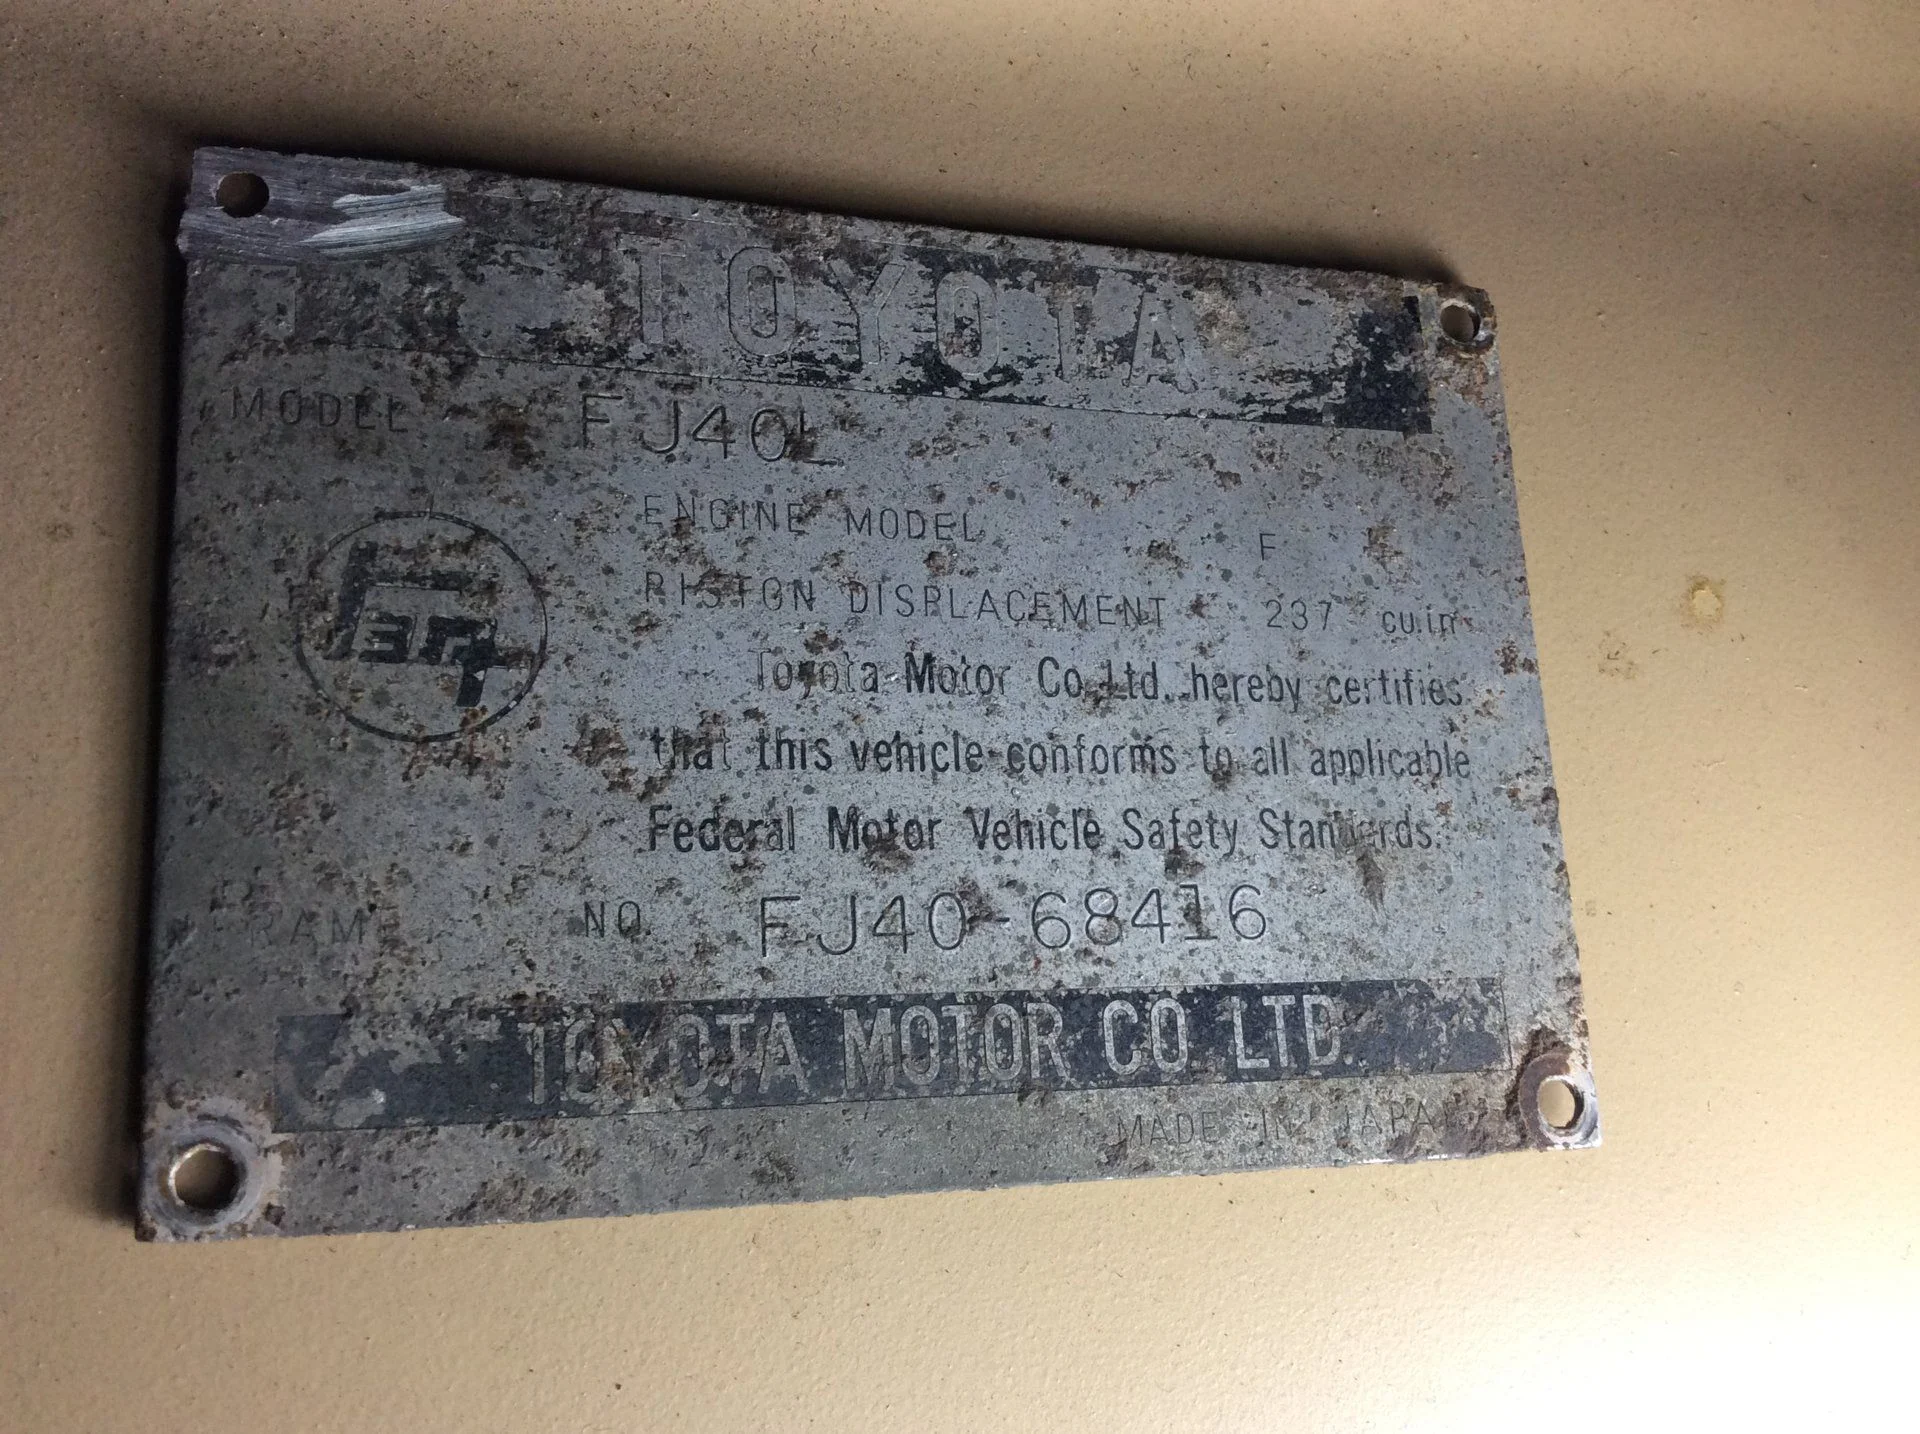 TOYOTA
MODEL FJ40L
ENGINE MODEL F
PISTON DISPLACEMENT 237 cu.in
Toyota Motor Co.,Ltd. hereby certifies
that this vehicle conforms to all applicable
Federal Motor Vehicle Safety Standards.
FRAME NO. FJ40-68416
TOYOTA MOTOR CO LTD.
MADE IN JAPAN